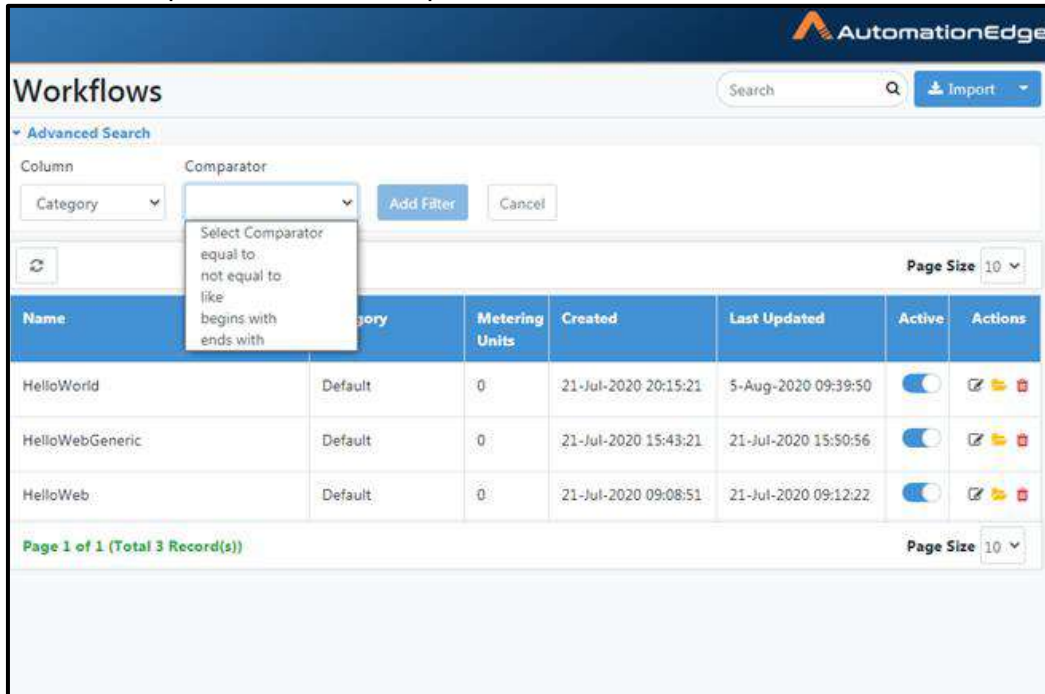 AutomationEdge
Workflows
Search
Import
Advanced Search
Column Comparator
Category Add Filter Cancel
Select Comparator
equal to
not equal to
like
begins with
ends with
Page Size 10
Name gory Metering Units Created Last Updated Active Actions
HelloWorld Default 0 21-Jul-2020 20:15:21 5-Aug-2020 09:39:50
HelloWebGeneric Default 0 21-Jul-2020 15:43:21 21-Jul-2020 15:50:56
HelloWeb Default 0 21-Jul-2020 09:08:51 21-Jul-2020 09:12:22
Page 1 of 1 (Total 3 Record(s)) Page Size 10